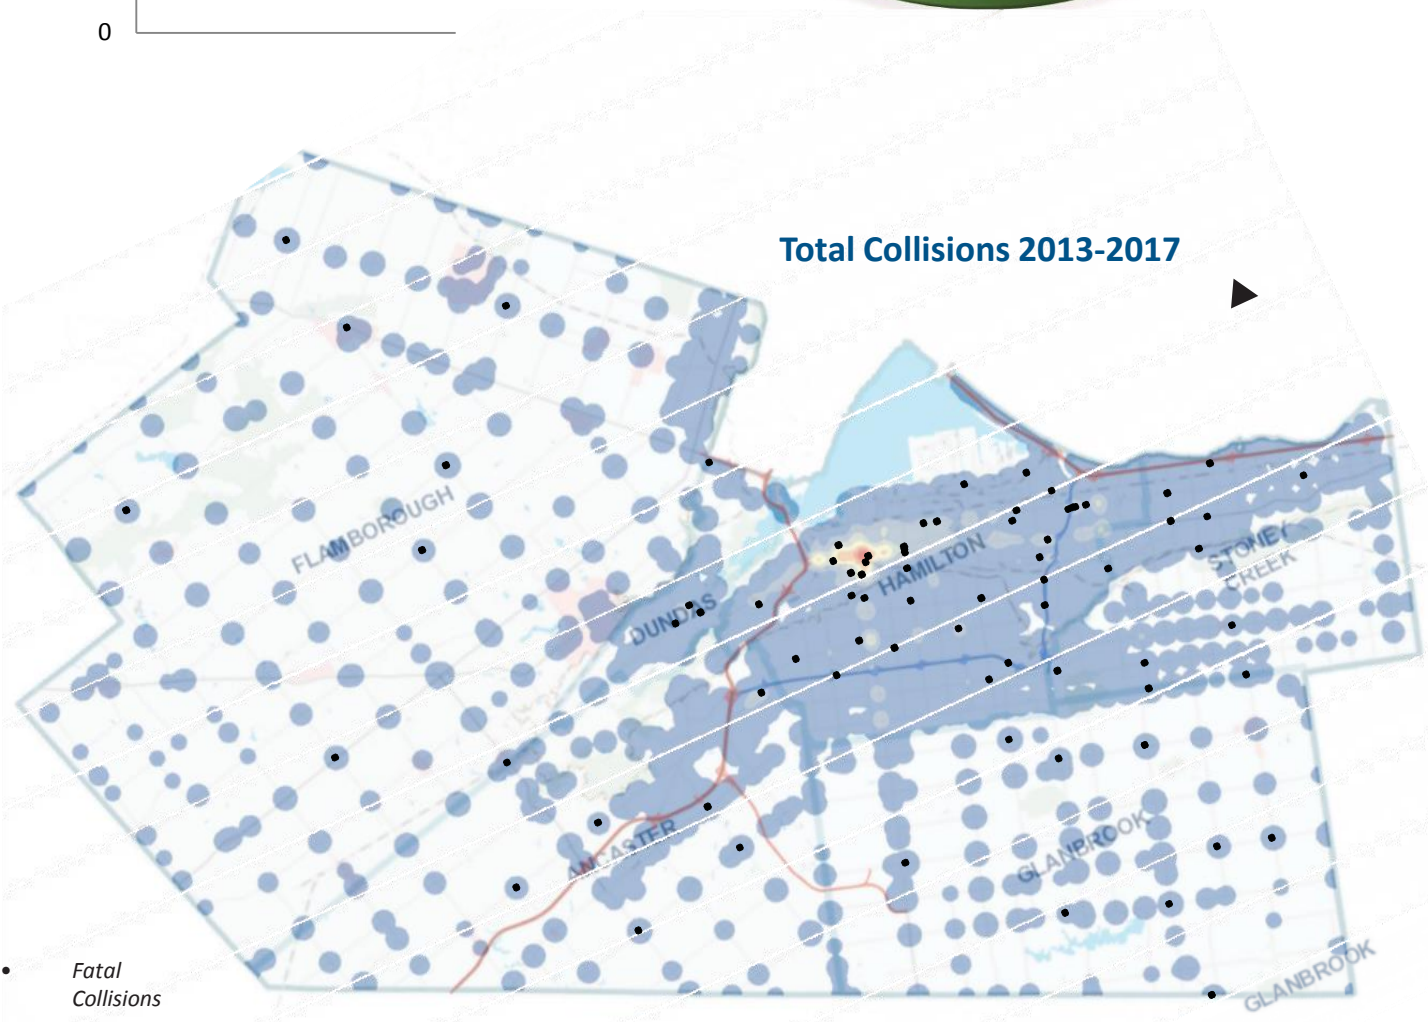 0
Total Collisions 2013-2017
FLAMBOROUGH
DUNDAS
HAMILTON
STONEY
CREEK
ANCASTER
GLANBROOK
GLANBROOK
• Fatal
Collisions